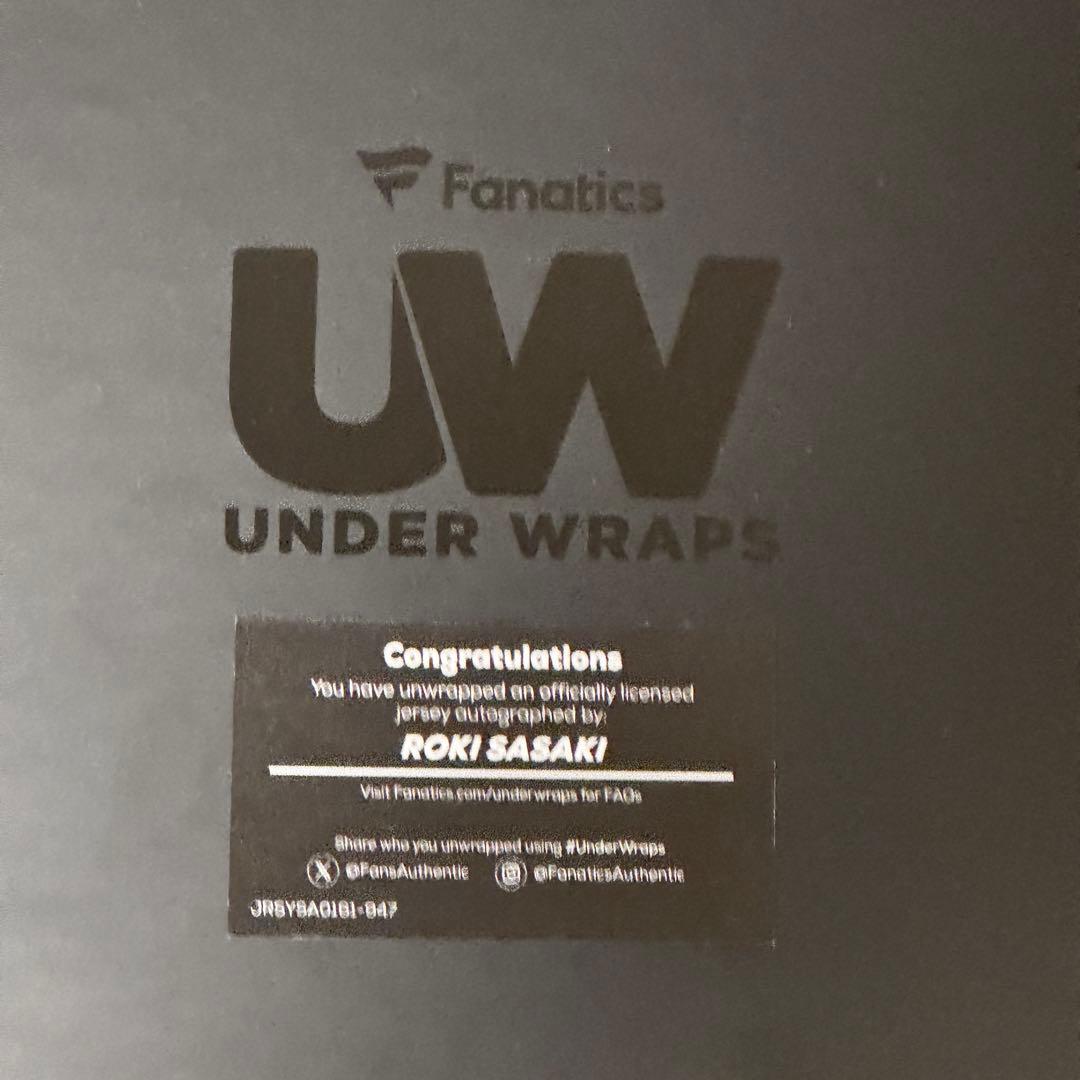 Fanatics
UW
UNDER WRAPS
Congratulations
You have unwrapped an officially licensed
jersey autographed by:
ROKI SASAKI
Visit Fanatics.com/underwraps for FAQs
Share who you unwrapped using #UnderWraps
@FansAuthentic @FanaticsAuthentic